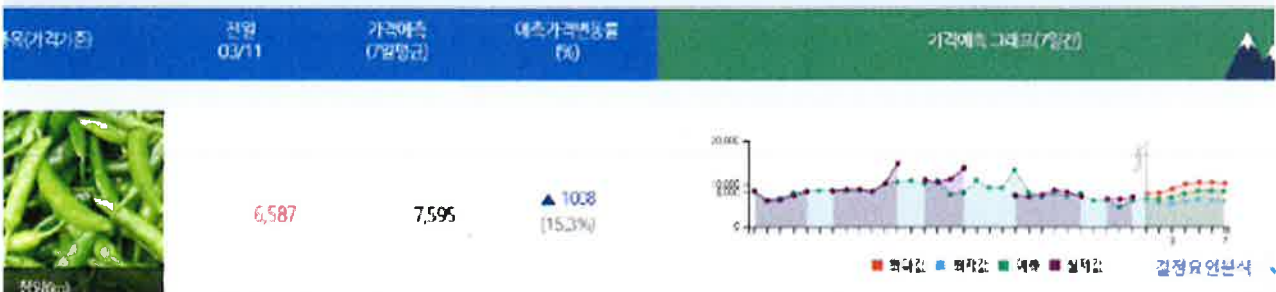 품목(가격기준)
전일
03/11
가격예측
(7일평균)
예측가격변동률
(%)
가격예측 그래프(7일간)
6,587
7,595
▲ 1008
(15.3%)
20,000
10,000
0
최대값 최저값 예측 실제값
결정요인분석